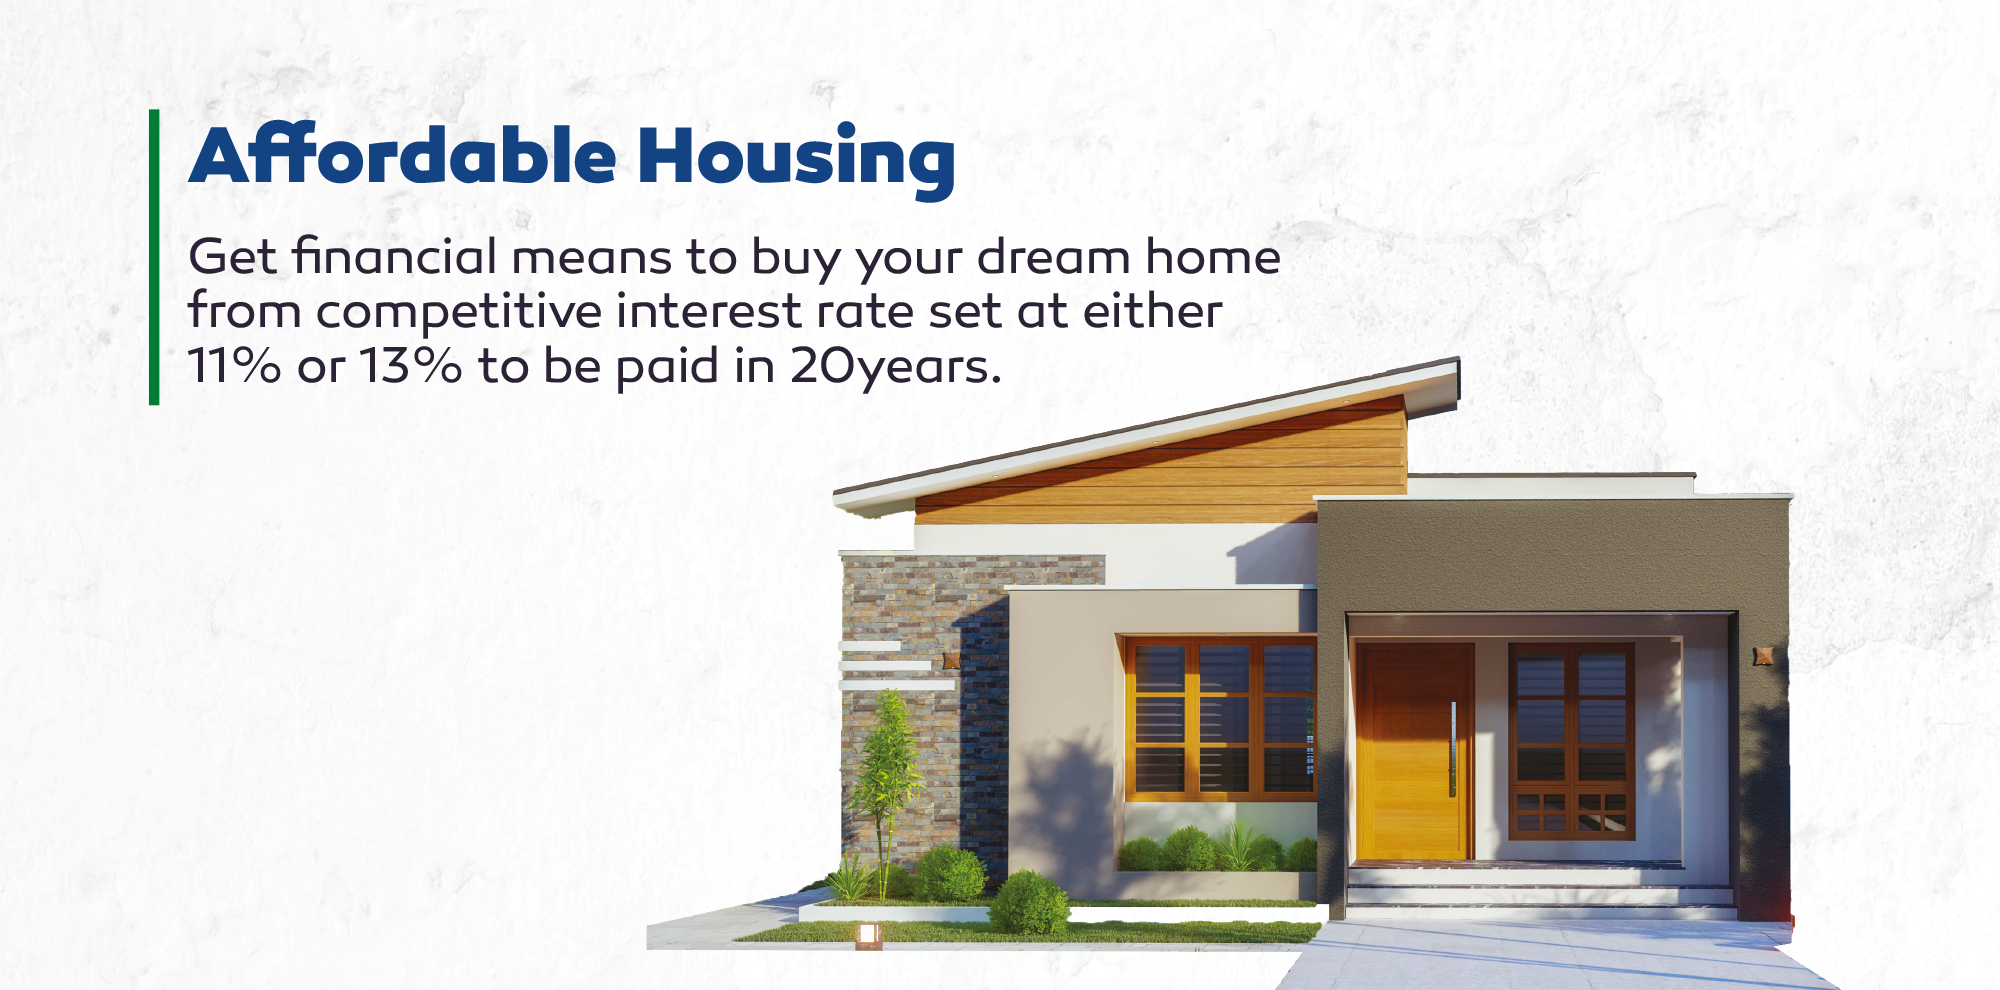 Affordable Housing
Get financial means to buy your dream home
from competitive interest rate set at either
11% or 13% to be paid in 20years.